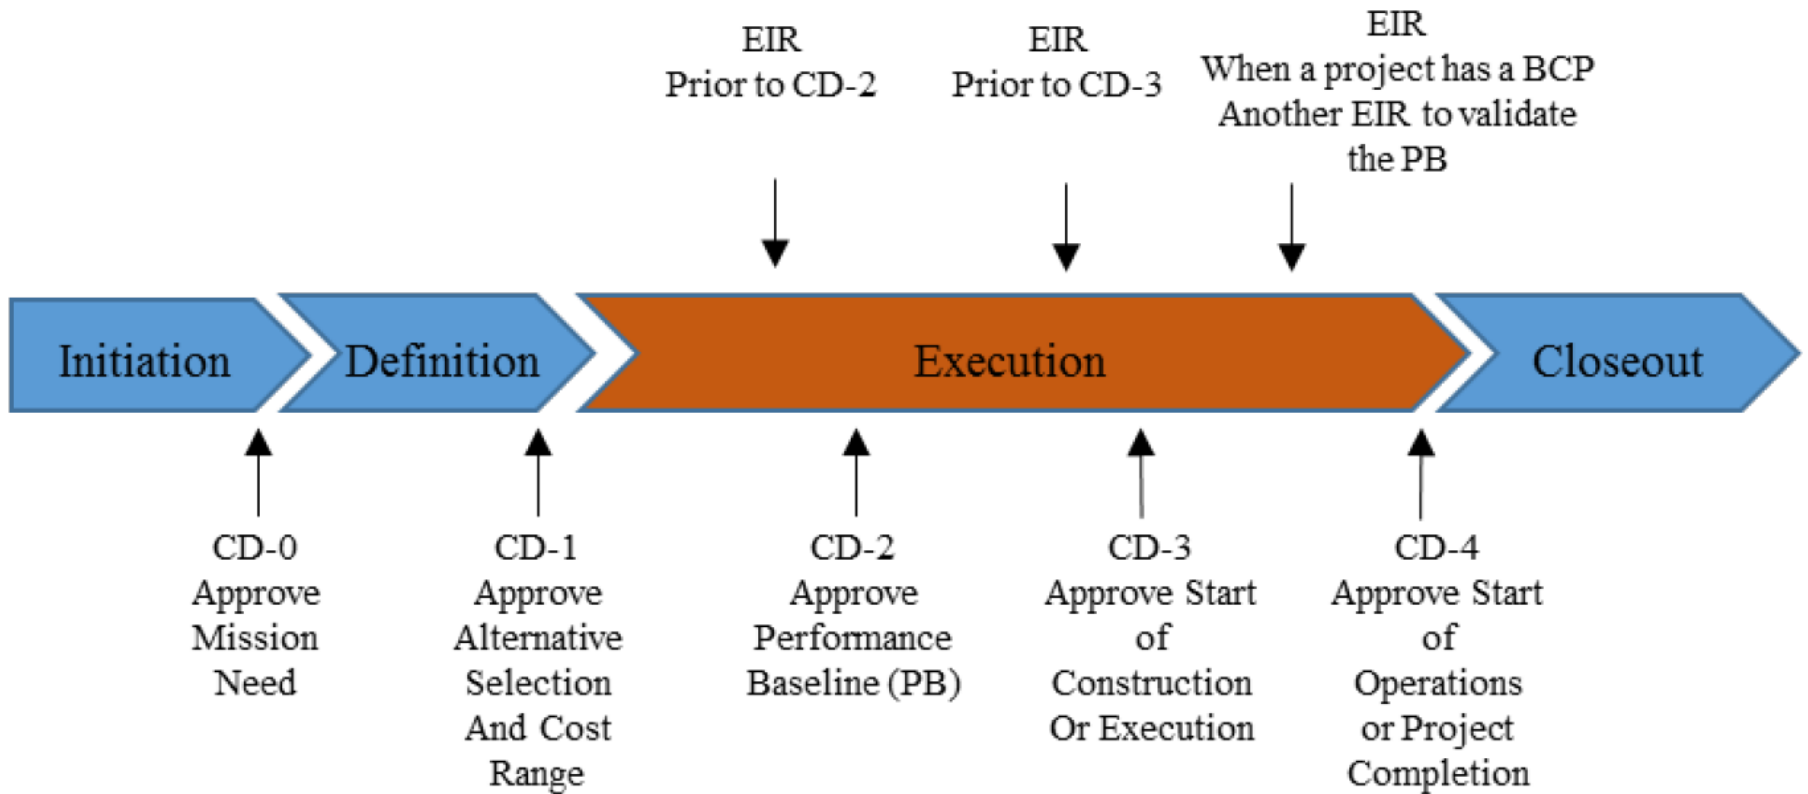 EIR
Prior to CD-2
EIR
Prior to CD-3
EIR
When a project has a BCP
Another EIR to validate
the PB
Initiation
Definition
Execution
Closeout
CD-0
Approve
Mission
Need
CD-1
Approve
Alternative
Selection
And Cost
Range
CD-2
Approve
Performance
Baseline (PB)
CD-3
Approve Start
of
Construction
Or Execution
CD-4
Approve Start
of
Operations
or Project
Completion